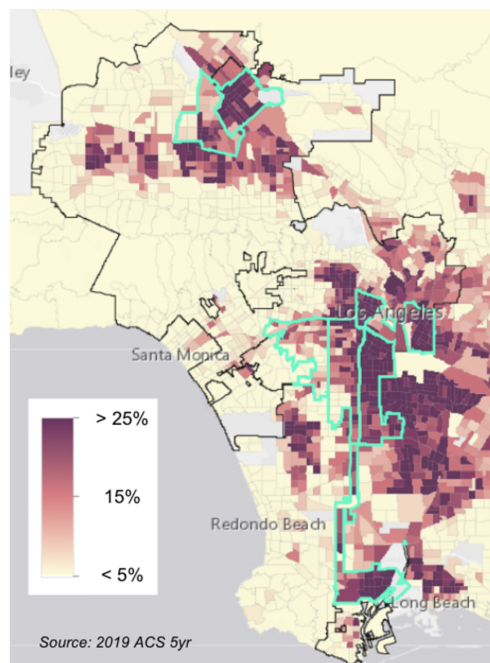 ley
Los Angeles
Santa Monica
> 25%
15%
Redondo Beach
< 5%
Long Beach
Source: 2019 ACS 5yr